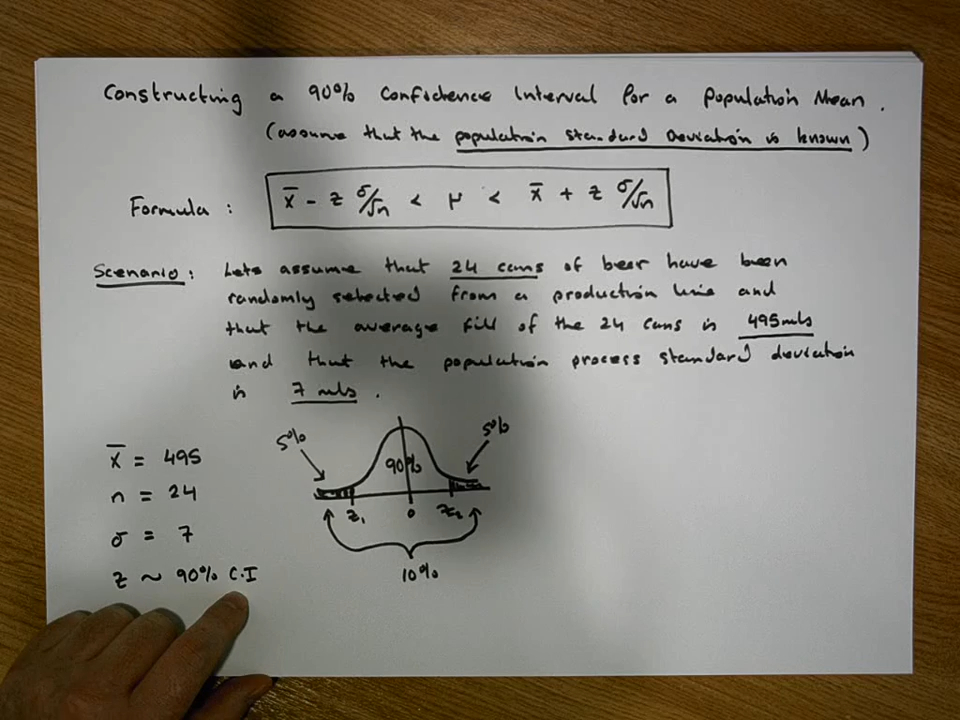 Constructing a 90% Confidence Interval for a Population Mean.
(assume that the population standard deviation is known)
Formula : x̄ - z σ/√n < μ < x̄ + z σ/√n
Scenario : Lets assume that 24 cans of beer have been
randomly selected from a production line and
that the average fill of the 24 cans is 495mls
and that the population process standard deviation
is 7 mls .
5% 5%
90%
z₁ 0 z₂
10%
x̄ = 495
n = 24
σ = 7
z ~ 90% C.I